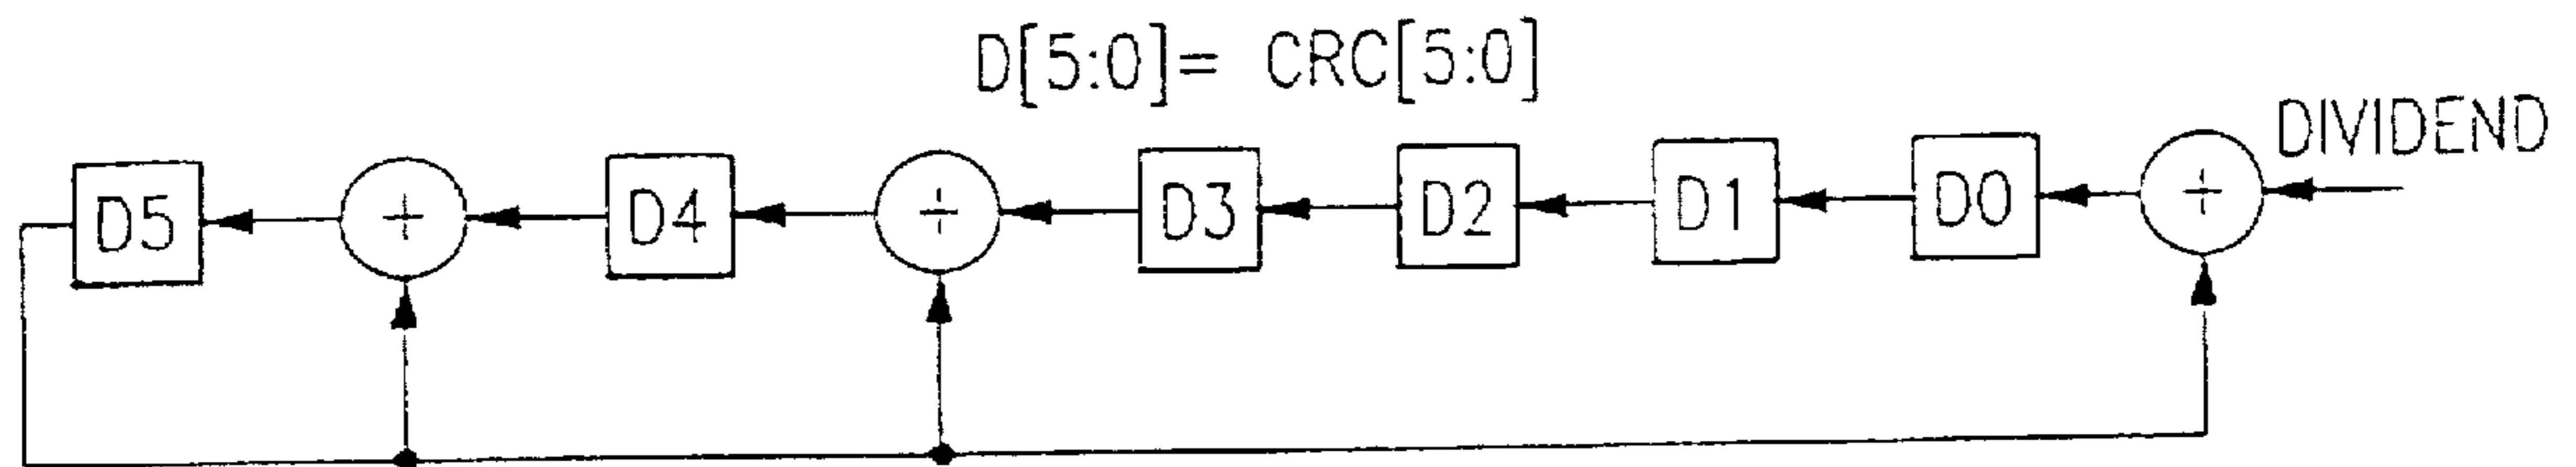 D[5:0]= CRC[5:0]
DIVIDEND
D5 + D4 + D3 D2 D1 D0 +